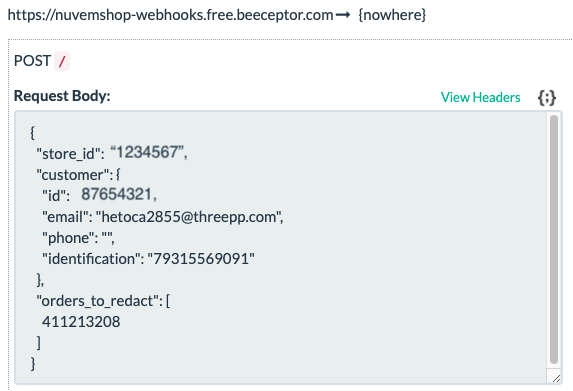 https://nuvemshop-webhooks.free.beeceptor.com→ {nowhere}
POST /
Request Body:
View Headers {;}
{
"store_id": “1234567”,
"customer":{
"id": 87654321,
"email":"hetoca2855@threepp.com",
"phone":"",
"identification":"79315569091"
},
"orders_to_redact":[
411213208
]
}